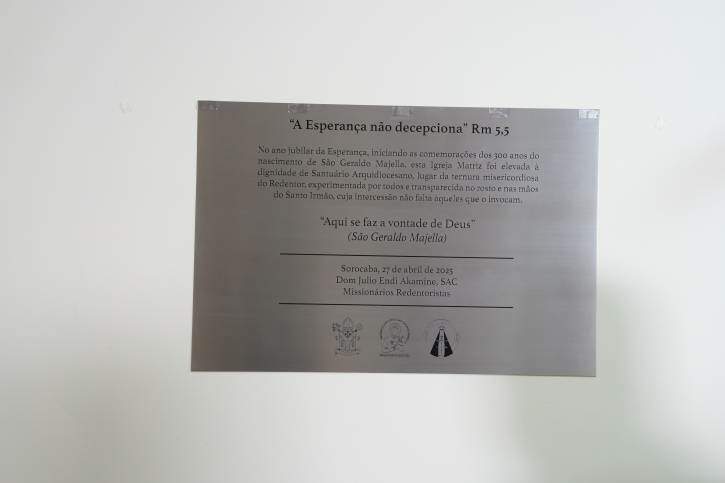 “A Esperança não decepciona” Rm 5,5
No ano jubilar da Esperança, iniciando as comemorações dos 300 anos do
nascimento de São Geraldo Majella, esta Igreja Matriz foi elevada à
dignidade de Santuário Arquidiocesano, lugar da ternura misericordiosa
do Redentor, experimentada por todos e transparecida no rosto e nas mãos
do Santo Irmão, cuja intercessão não falta àqueles que o invocam.
“Aqui se faz a vontade de Deus”
(São Geraldo Majella)
Sorocaba, 27 de abril de 2025
Dom Julio Endi Akamine, SAC
Missionários Redentoristas